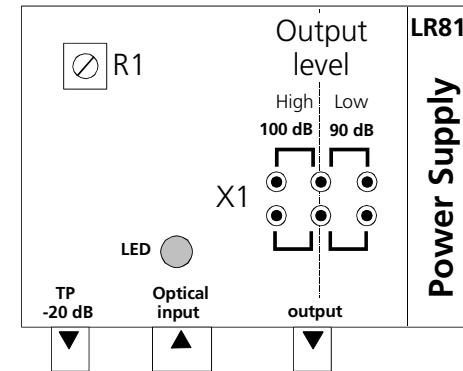 Output
level
LR81
R1
High Low
100 dB 90 dB
X1
Power Supply
LED
TP
-20 dB
Optical
input
output